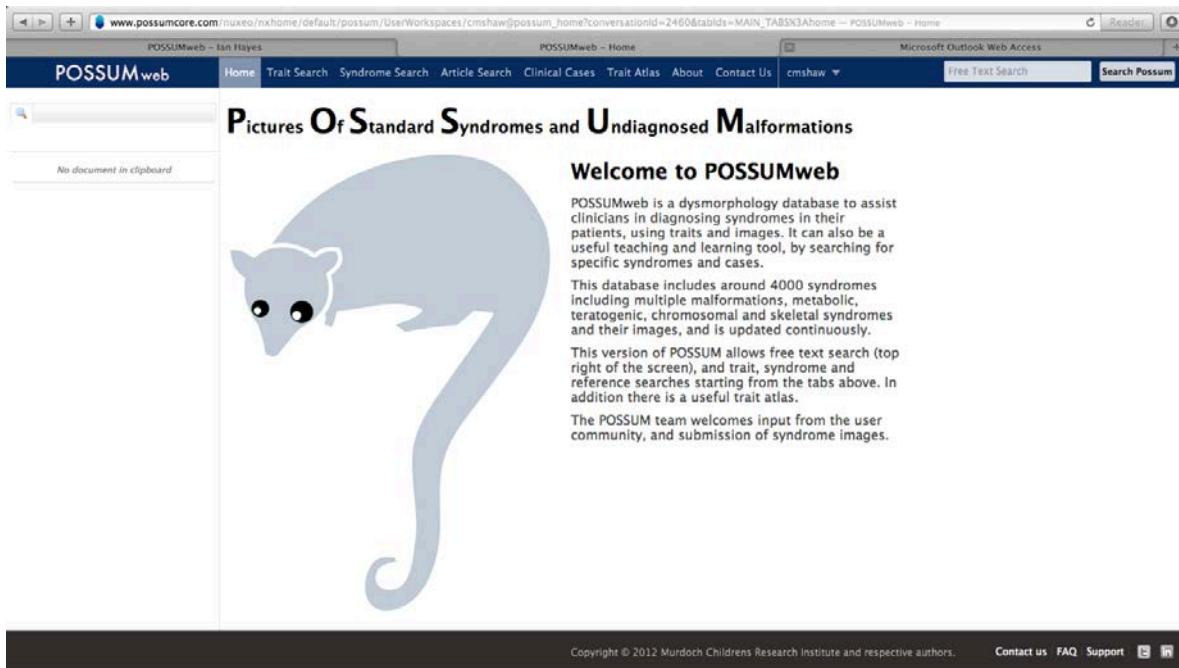 www.possumcore.com/nuxeo/nxhome/default/possum/UserWorkspaces/cmshaw@possum_home?conversationId=2460&tabIds=MAIN_TABS%3Ahome — POSSUMweb – Home
Reader
POSSUMweb – Ian Hayes
POSSUMweb – Home
Microsoft Outlook Web Access
POSSUM web
Home Trait Search Syndrome Search Article Search Clinical Cases Trait Atlas About Contact Us cmshaw
Free Text Search
Search Possum
No document in clipboard
Pictures Of Standard Syndromes and Undiagnosed Malformations
Welcome to POSSUMweb
POSSUMweb is a dysmorphology database to assist
clinicians in diagnosing syndromes in their
patients, using traits and images. It can also be a
useful teaching and learning tool, by searching for
specific syndromes and cases.
This database includes around 4000 syndromes
including multiple malformations, metabolic,
teratogenic, chromosomal and skeletal syndromes
and their images, and is updated continuously.
This version of POSSUM allows free text search (top
right of the screen), and trait, syndrome and
reference searches starting from the tabs above. In
addition there is a useful trait atlas.
The POSSUM team welcomes input from the user
community, and submission of syndrome images.
Copyright © 2012 Murdoch Childrens Research Institute and respective authors.
Contact us FAQ Support
in